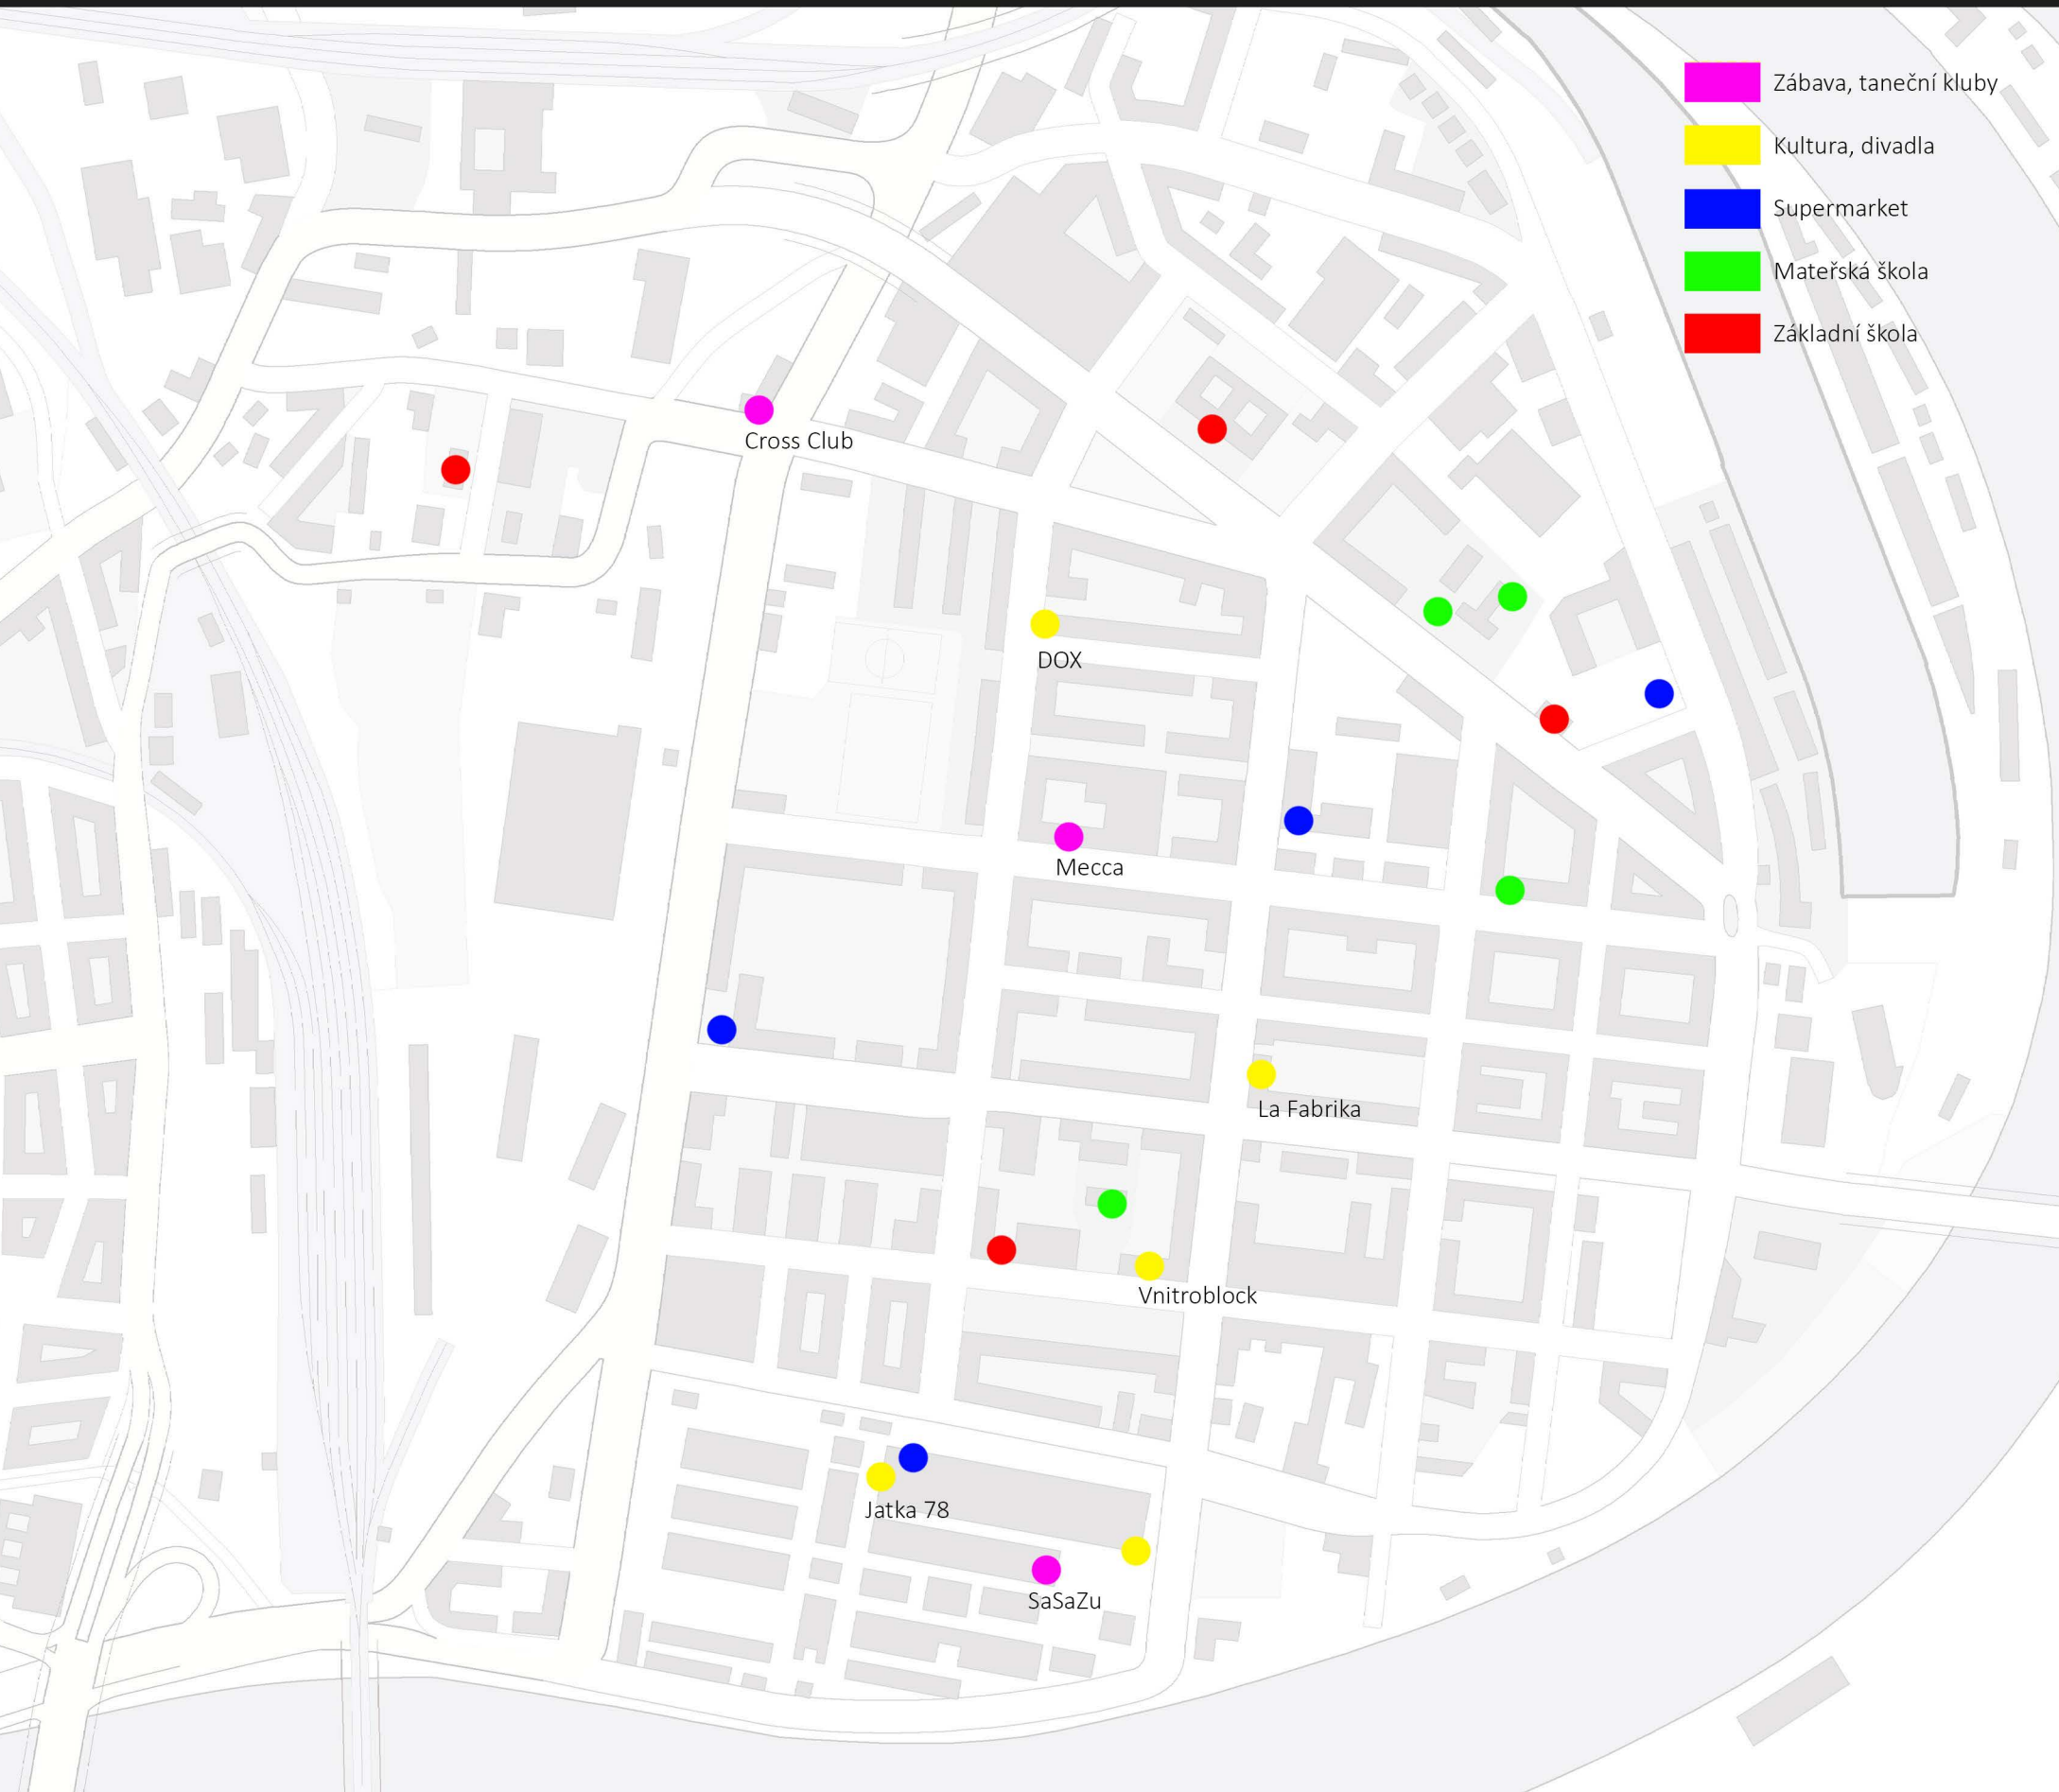 Zábava, taneční kluby
Kultura, divadla
Supermarket
Mateřská škola
Základní škola
Cross Club
DOX
Mecca
La Fabrika
Vnitroblock
Jatka 78
SaSaZu